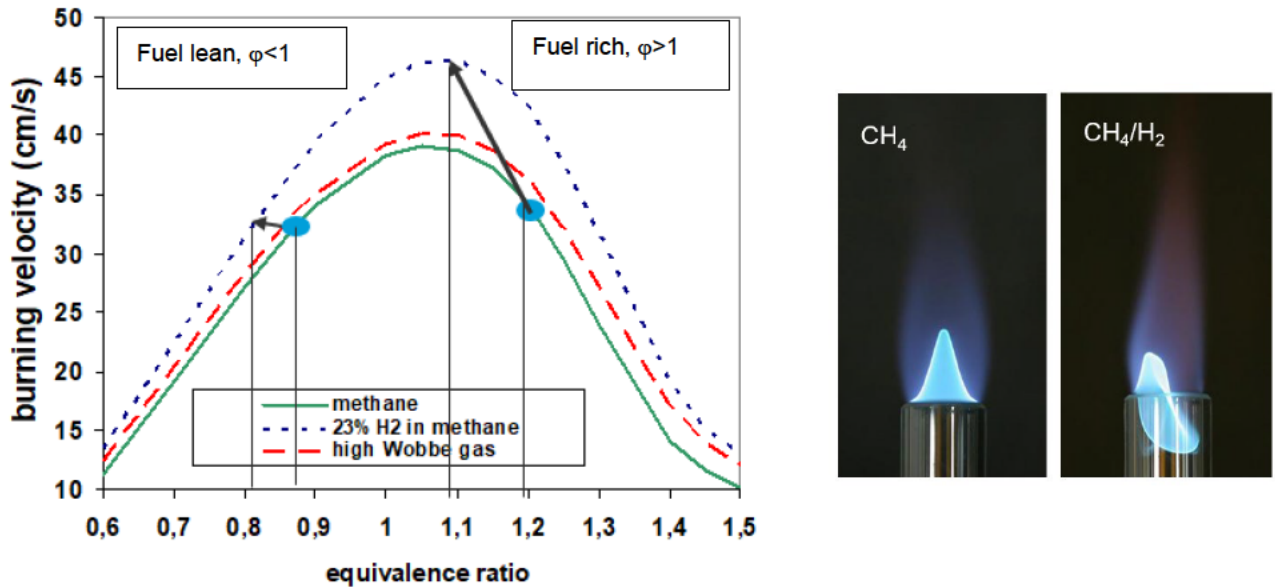 Fuel lean, φ<1
Fuel rich, φ>1
burning velocity (cm/s)
50
45
40
35
30
25
20
15
10
methane
23% H2 in methane
high Wobbe gas
0,6 0,7 0,8 0,9 1 1,1 1,2 1,3 1,4 1,5
equivalence ratio
CH₄
CH₄/H₂